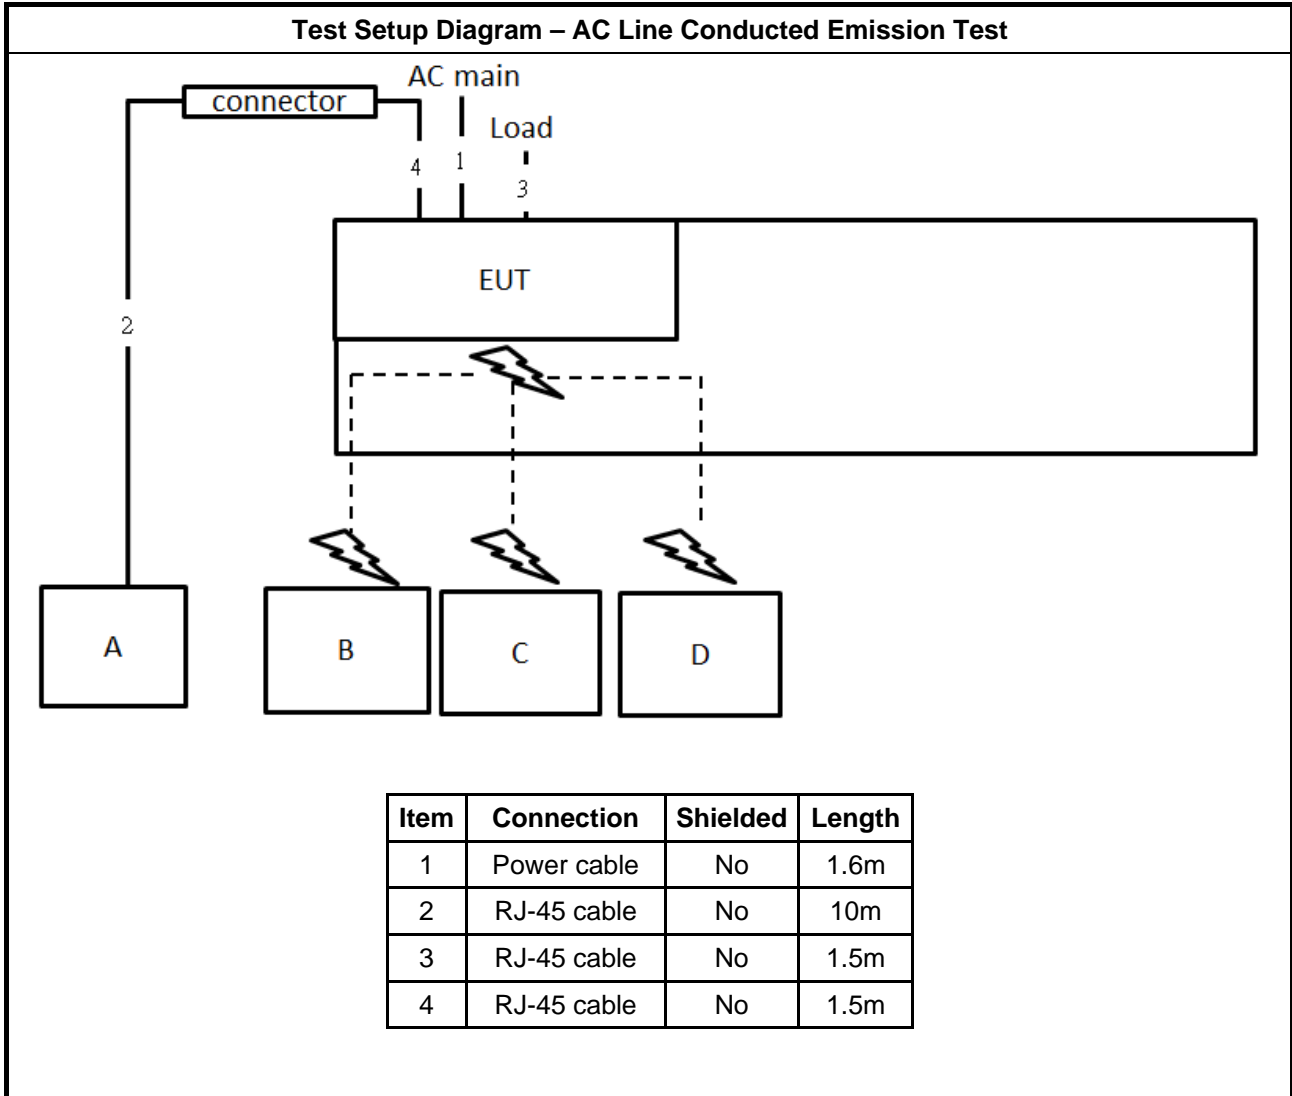 Test Setup Diagram – AC Line Conducted Emission Test
AC main
connector
Load
4
1
3
EUT
2
A
B
C
D
Item Connection Shielded Length
1 Power cable No 1.6m
2 RJ-45 cable No 10m
3 RJ-45 cable No 1.5m
4 RJ-45 cable No 1.5m